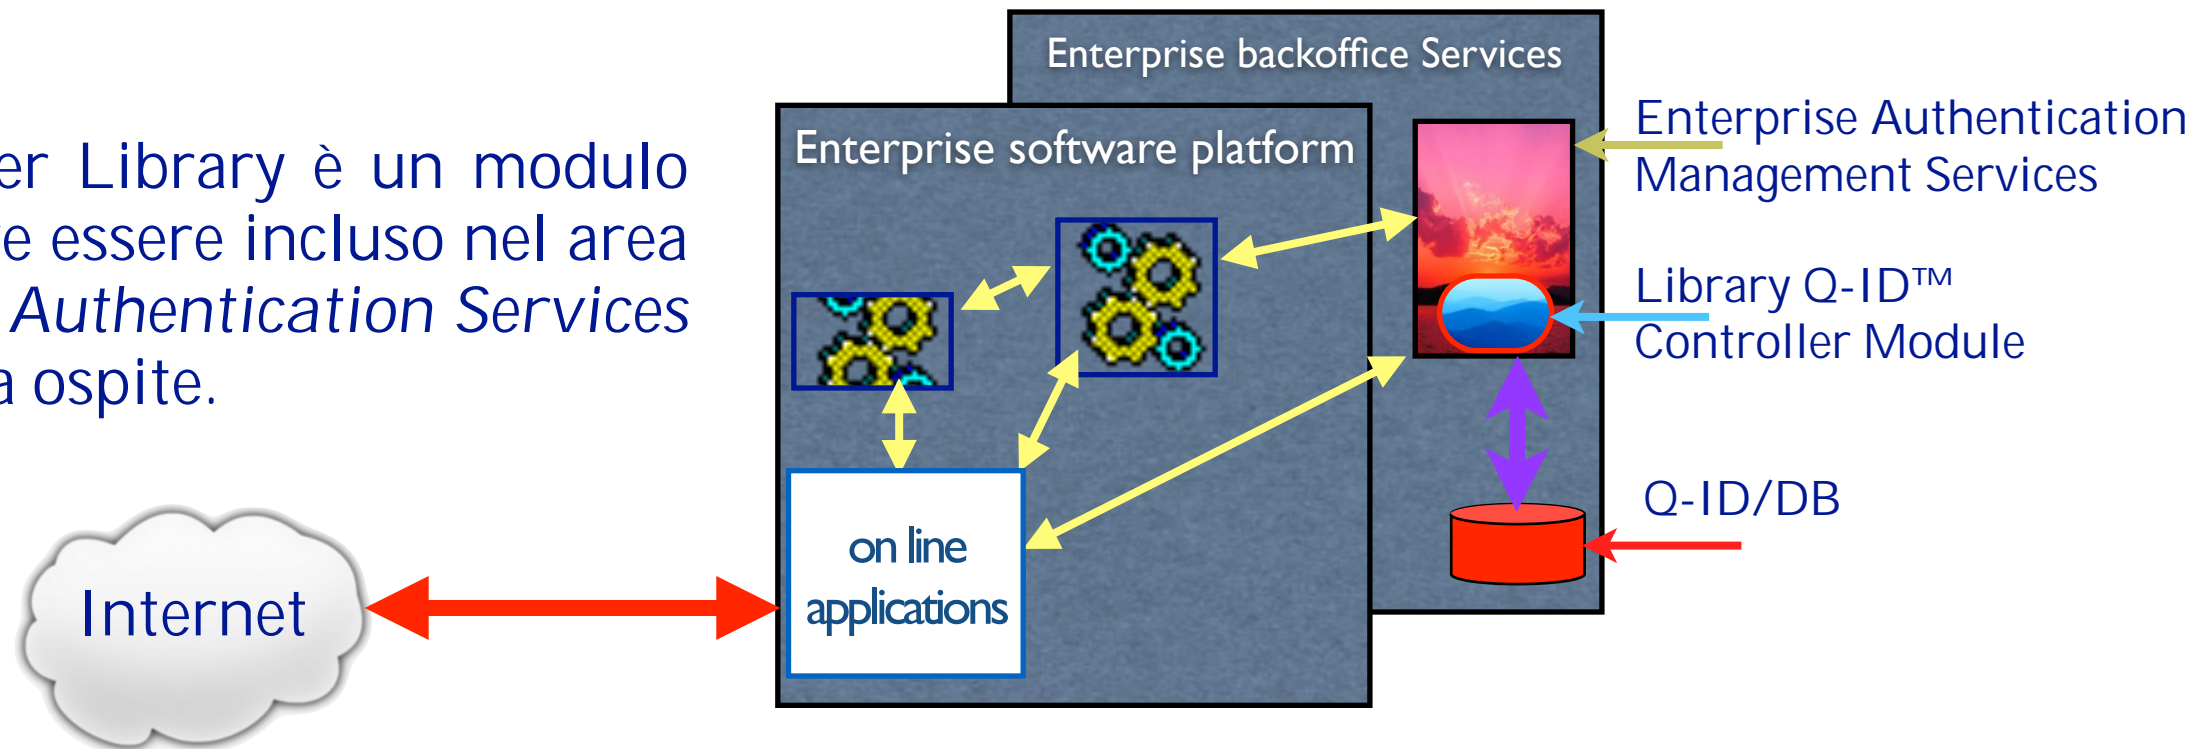 er Library è un modulo
e essere incluso nel area
Authentication Services
a ospite.
Internet
Enterprise backoffice Services
Enterprise software platform
on line
applications
Enterprise Authentication
Management Services
Library Q-ID™
Controller Module
Q-ID/DB